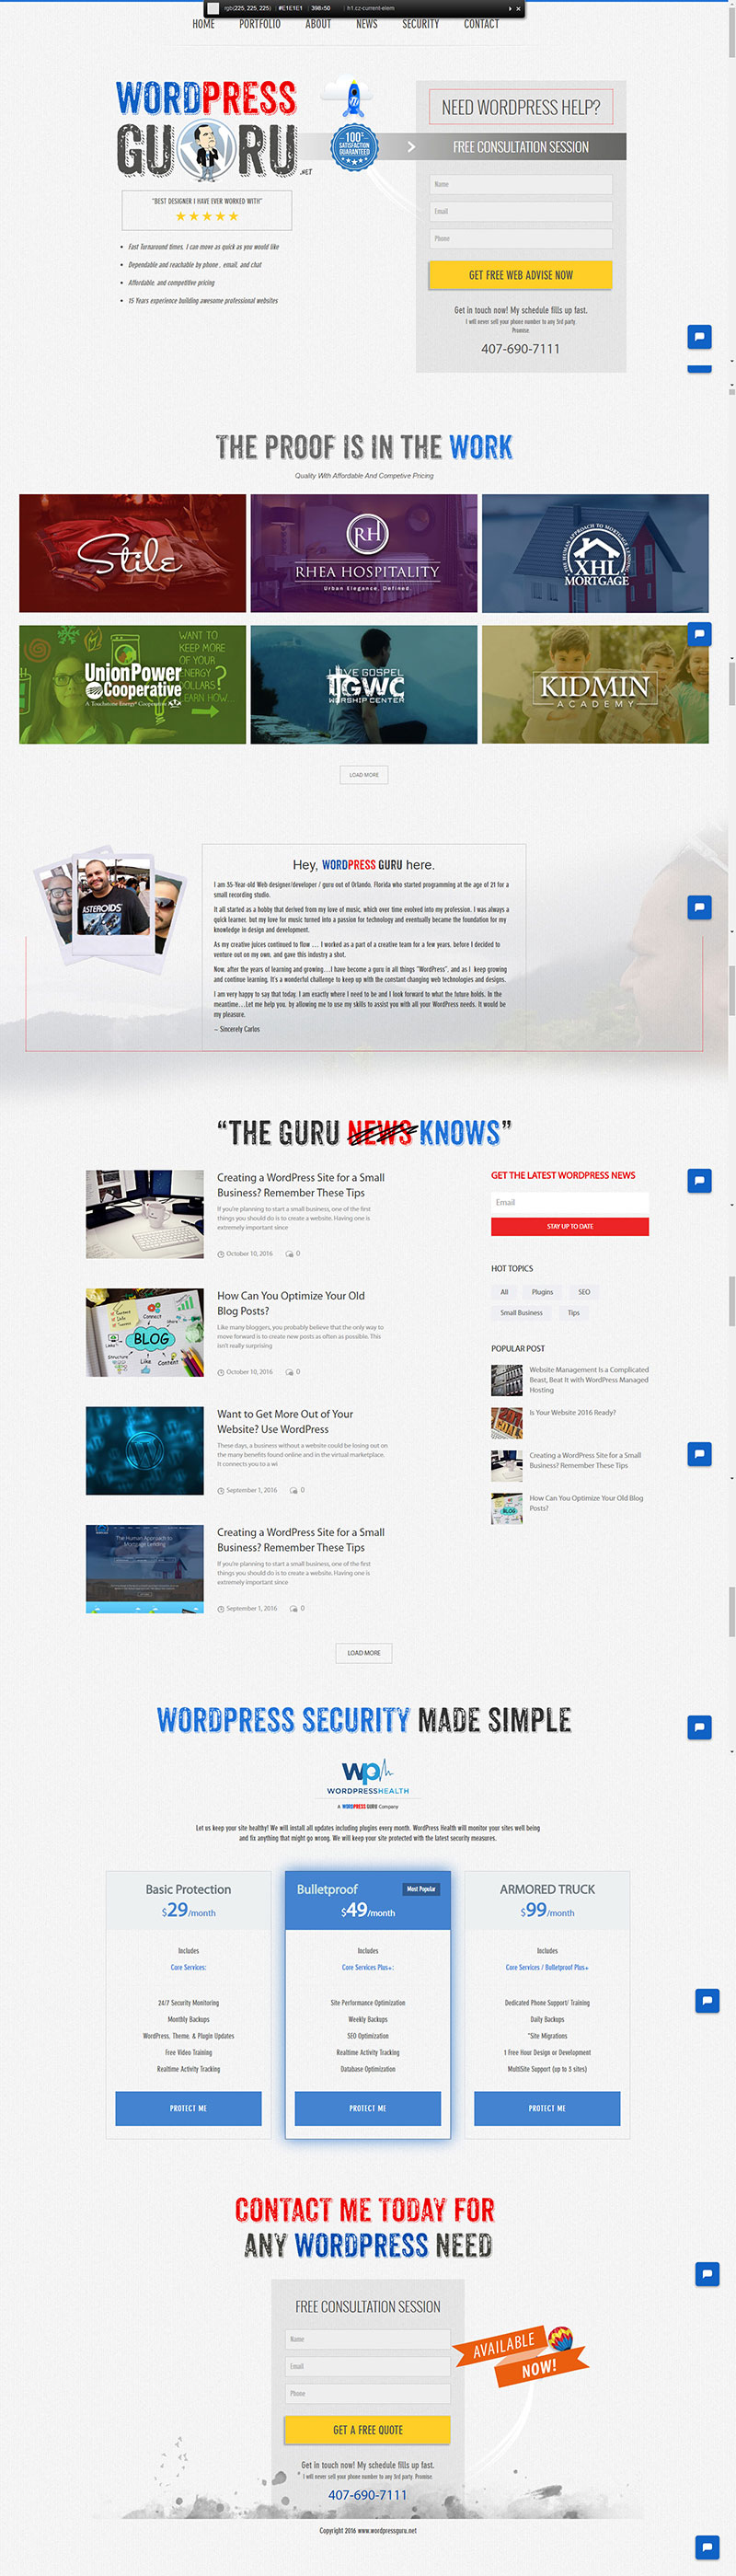 rgb(225, 225, 225) #E1E1E1 398×50 h1.cz-current-elem
HOME PORTFOLIO ABOUT NEWS SECURITY CONTACT
WORDPRESS
GURU
.NET
100%
SATISFACTION
GUARANTEED
"BEST DESIGNER I HAVE EVER WORKED WITH"
Fast Turnaround times, I can move as quick as you would like
Dependable and reachable by phone , email, and chat
Affordable, and competitive pricing
15 Years experience building awesome professional websites
NEED WORDPRESS HELP?
FREE CONSULTATION SESSION
Name
Email
Phone
GET FREE WEB ADVISE NOW
Get in touch now! My schedule fills up fast.
I will never sell your phone number to any 3rd party.
Promise.
407-690-7111
THE PROOF IS IN THE WORK
Quality With Affordable And Competive Pricing
Stile
RH
RHEA HOSPITALITY
Urban Elegance, Defined.
THE HUMAN APPROACH TO MORTGAGE LENDING
XHL
MORTGAGE
WANT TO
KEEP MORE
OF YOUR
ENERGY
DOLLARS?
LEARN HOW...
UnionPower
Cooperative
A Touchstone Energy Cooperative
LOVE GOSPEL
LGWC
WORSHIP CENTER
KIDMIN
ACADEMY
LOAD MORE
ASTEROIDS
Hey, WORDPRESS GURU here.
I am 35-Year-old Web designer/developer / guru out of Orlando, Florida who started programming at the age of 21 for a
small recording studio.
It all started as a hobby that derived from my love of music, which over time evolved into my profession. I was always a
quick learner, but my love for music turned into a passion for technology and eventually became the foundation for my
knowledge in design and development.
As my creative juices continued to flow … I worked as a part of a creative team for a few years, before I decided to
venture out on my own, and gave this industry a shot.
Now, after the years of learning and growing…I have become a guru in all things "WordPress", and as I keep growing
and continue learning. It's a wonderful challenge to keep up with the constant changing web technologies and designs.
I am very happy to say that today, I am exactly where I need to be and I look forward to what the future holds. In the
meantime…Let me help you, by allowing me to use my skills to assist you with all your WordPress needs. It would be
my pleasure.
– Sincerely Carlos
“THE GURU NEWS KNOWS”
Creating a WordPress Site for a Small
Business? Remember These Tips
If you're planning to start a small business, one of the first
things you should do is to create a website. Having one is
extremely important since
October 10, 2016 0
BLOG
Link
Like
Content
How Can You Optimize Your Old
Blog Posts?
Like many bloggers, you probably believe that the only way to
move forward is to create new posts as often as possible. This
isn't really surprising
October 10, 2016 0
Want to Get More Out of Your
Website? Use WordPress
These days, a business without a website could be losing out on
the many benefits found online and in the virtual marketplace.
It connects you to a wi
September 1, 2016 0
The Human Approach to
Mortgage Lending
Creating a WordPress Site for a Small
Business? Remember These Tips
If you're planning to start a small business, one of the first
things you should do is to create a website. Having one is
extremely important since
September 1, 2016 0
LOAD MORE
GET THE LATEST WORDPRESS NEWS
Email
STAY UP TO DATE
HOT TOPICS
All Plugins SEO
Small Business Tips
POPULAR POST
Website Management Is a Complicated
Beast, Beat It with WordPress Managed
Hosting
Is Your Website 2016 Ready?
Creating a WordPress Site for a Small
Business? Remember These Tips
BLOG
How Can You Optimize Your Old Blog
Posts?
WORDPRESS SECURITY MADE SIMPLE
wp
WORDPRESSHEALTH
A WORDPRESS GURU Company
Let us keep your site healthy! We will install all updates including plugins every month. WordPress Health will monitor your sites well being
and fix anything that might go wrong. We will keep your site protected with the latest security measures.
Basic Protection
$29/month
Includes
Core Services:
24/7 Security Monitoring
Monthly Backups
WordPress, Theme, & Plugin Updates
Free Video Training
Realtime Activity Tracking
PROTECT ME
Bulletproof Most Popular
$49/month
Includes
Core Services Plus+:
Site Performance Optimization
Weekly Backups
SEO Optimization
Realtime Activity Tracking
Database Optimization
PROTECT ME
ARMORED TRUCK
$99/month
Includes
Core Services / Bulletproof Plus+
Dedicated Phone Support/ Training
Daily Backups
*Site Migrations
1 Free Hour Design or Development
MultiSite Support (up to 3 sites)
PROTECT ME
CONTACT ME TODAY FOR
ANY WORDPRESS NEED
FREE CONSULTATION SESSION
Name
Email
Phone
GET A FREE QUOTE
AVAILABLE
NOW!
Get in touch now! My schedule fills up fast.
I will never sell your phone number to any 3rd party. Promise.
407-690-7111
Copyright 2016 www.wordpressguru.net